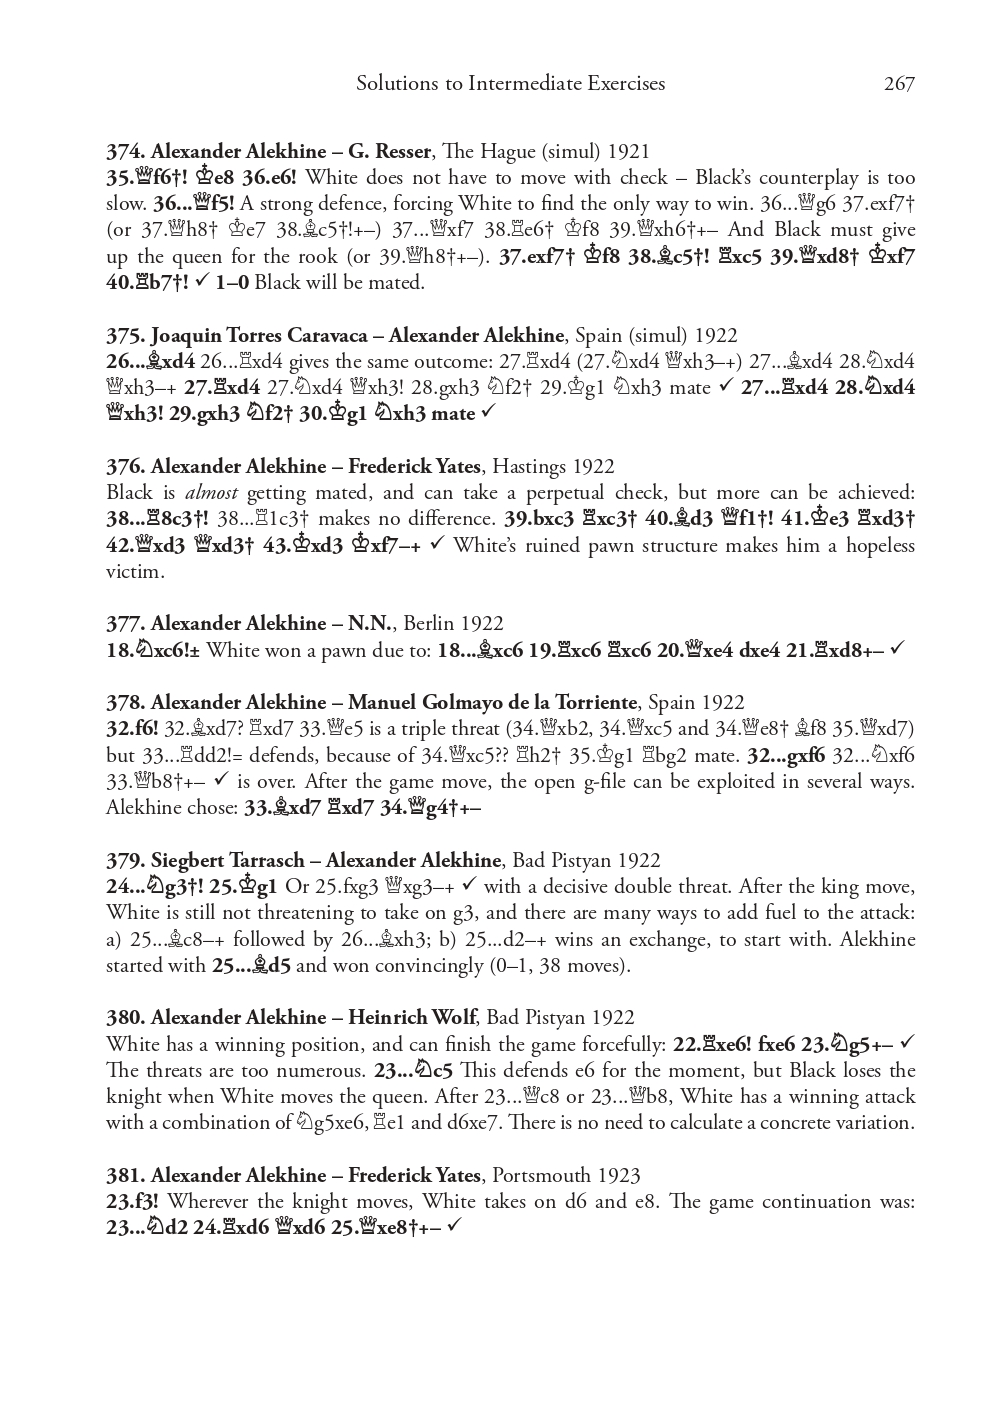 Solutions to Intermediate Exercises 267
374. Alexander Alekhine – G. Resser, The Hague (simul) 1921
35.♕f6†! ♔e8 36.e6! White does not have to move with check – Black’s counterplay is too
slow. 36...♕f5! A strong defence, forcing White to find the only way to win. 36...♕g6 37.exf7†
(or 37.♕h8† ♔e7 38.♗c5†!+–) 37...♕xf7 38.♖e6† ♔f8 39.♕xh6†+– And Black must give
up the queen for the rook (or 39.♕h8†+–). 37.exf7† ♔f8 38.♗c5†! ♖xc5 39.♕xd8† ♔xf7
40.♖b7†! ✓ 1–0 Black will be mated.
375. Joaquin Torres Caravaca – Alexander Alekhine, Spain (simul) 1922
26...♗xd4 26...♖xd4 gives the same outcome: 27.♖xd4 (27.♘xd4 ♕xh3–+) 27...♗xd4 28.♘xd4
♕xh3–+ 27.♖xd4 27.♘xd4 ♕xh3! 28.gxh3 ♘f2† 29.♔g1 ♘xh3 mate ✓ 27...♖xd4 28.♘xd4
♕xh3! 29.gxh3 ♘f2† 30.♔g1 ♘xh3 mate ✓
376. Alexander Alekhine – Frederick Yates, Hastings 1922
Black is almost getting mated, and can take a perpetual check, but more can be achieved:
38...♖8c3†! 38...♖1c3† makes no difference. 39.bxc3 ♖xc3† 40.♗d3 ♕f1†! 41.♔e3 ♖xd3†
42.♕xd3 ♕xd3† 43.♔xd3 ♔xf7–+ ✓ White’s ruined pawn structure makes him a hopeless
victim.
377. Alexander Alekhine – N.N., Berlin 1922
18.♘xc6!± White won a pawn due to: 18...♗xc6 19.♖xc6 ♖xc6 20.♕xe4 dxe4 21.♖xd8+– ✓
378. Alexander Alekhine – Manuel Golmayo de la Torriente, Spain 1922
32.f6! 32.♗xd7? ♖xd7 33.♕e5 is a triple threat (34.♕xb2, 34.♕xc5 and 34.♕e8† ♗f8 35.♕xd7)
but 33...♖dd2!= defends, because of 34.♕xc5?? ♖h2† 35.♔g1 ♖bg2 mate. 32...gxf6 32...♘xf6
33.♕b8†+– ✓ is over. After the game move, the open g-file can be exploited in several ways.
Alekhine chose: 33.♗xd7 ♖xd7 34.♕g4†+–
379. Siegbert Tarrasch – Alexander Alekhine, Bad Pistyan 1922
24...♘g3†! 25.♔g1 Or 25.fxg3 ♕xg3–+ ✓ with a decisive double threat. After the king move,
White is still not threatening to take on g3, and there are many ways to add fuel to the attack:
a) 25...♗c8–+ followed by 26...♗xh3; b) 25...d2–+ wins an exchange, to start with. Alekhine
started with 25...♗d5 and won convincingly (0–1, 38 moves).
380. Alexander Alekhine – Heinrich Wolf, Bad Pistyan 1922
White has a winning position, and can finish the game forcefully: 22.♖xe6! fxe6 23.♘g5+– ✓
The threats are too numerous. 23...♘c5 This defends e6 for the moment, but Black loses the
knight when White moves the queen. After 23...♕c8 or 23...♕b8, White has a winning attack
with a combination of ♘g5xe6, ♖e1 and d6xe7. There is no need to calculate a concrete variation.
381. Alexander Alekhine – Frederick Yates, Portsmouth 1923
23.f3! Wherever the knight moves, White takes on d6 and e8. The game continuation was:
23...♘d2 24.♖xd6 ♕xd6 25.♕xe8†+– ✓